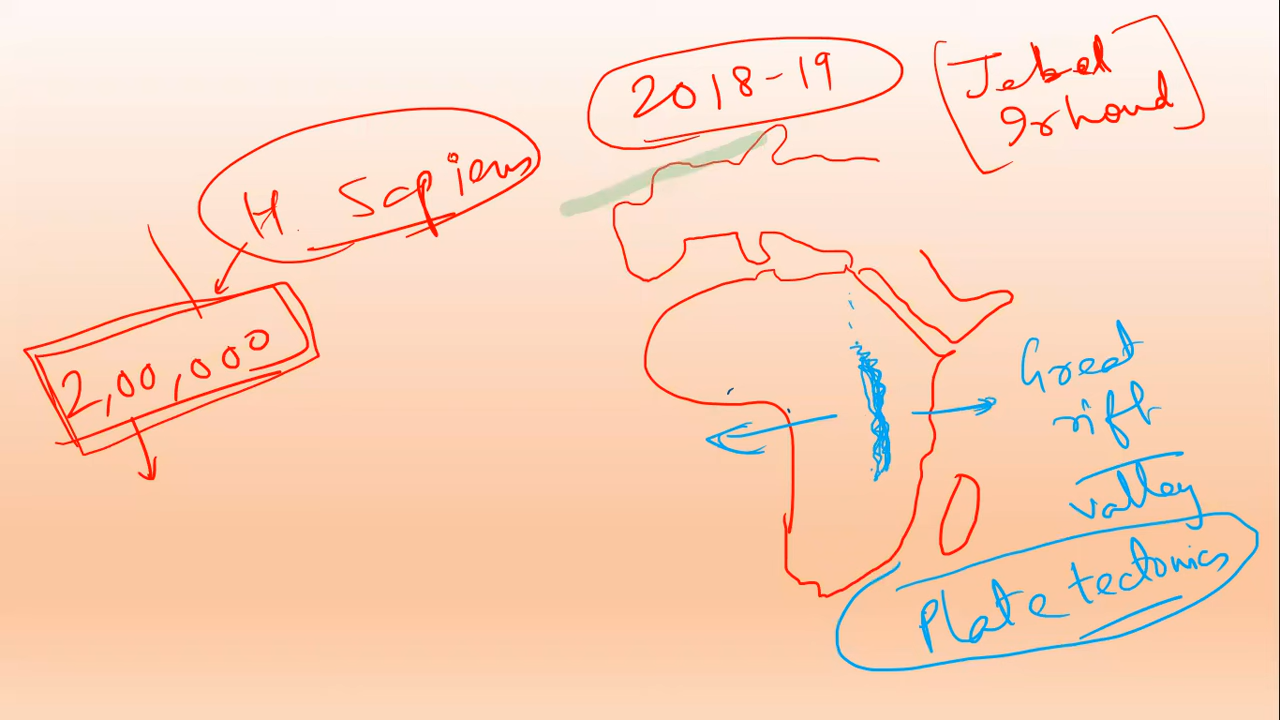 2018-19
Jebel
Irhoud
H. Sapiens
2,00,000
Great
rift
valley
Plate tectonics